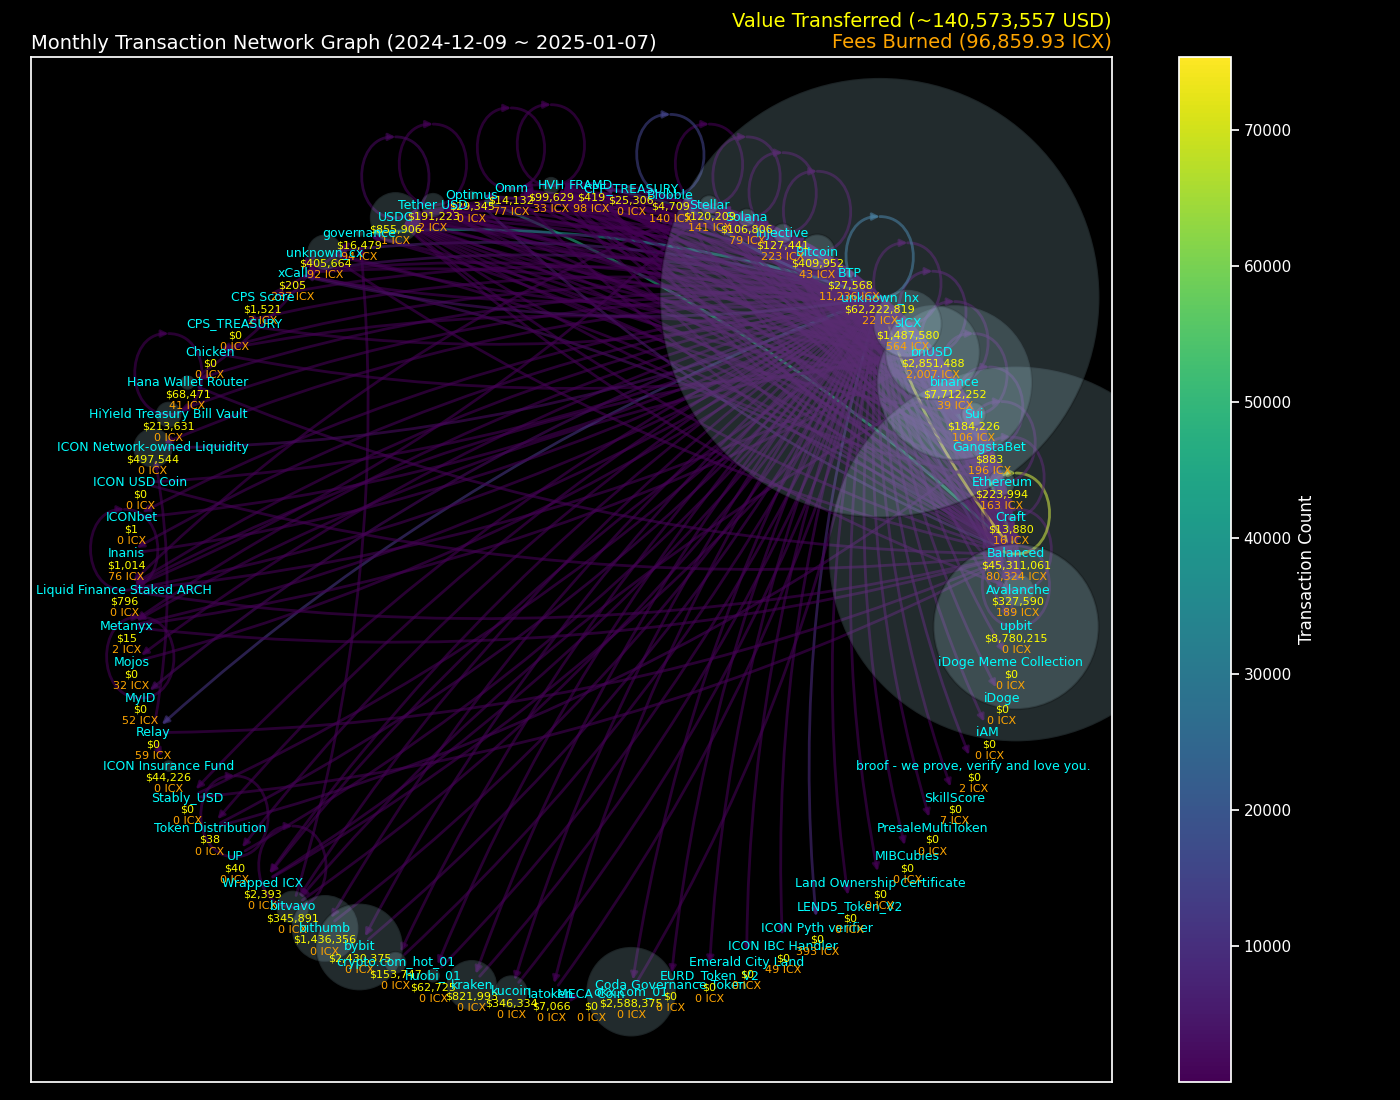 Value Transferred (~140,573,557 USD)
Monthly Transaction Network Graph (2024-12-09 ~ 2025-01-07)
Fees Burned (96,859.93 ICX)
HVH
$99,629
33 ICX
Omm
$14,132
77 ICX
Optimus
$29,345
0 ICX
Tether USD
$191,223
2 ICX
USDC
$855,906
1 ICX
governance
$16,479
94 ICX
unknown_cx
$405,664
92 ICX
xCall
$205
237 ICX
CPS Score
$1,521
2 ICX
CPS_TREASURY
$0
0 ICX
Chicken
$0
0 ICX
Hana Wallet Router
$68,471
41 ICX
HiYield Treasury Bill Vault
$213,631
0 ICX
ICON Network-owned Liquidity
$497,544
0 ICX
ICON USD Coin
$0
0 ICX
ICONbet
$1
0 ICX
Inanis
$1,014
76 ICX
Liquid Finance Staked ARCH
$796
0 ICX
Metanyx
$15
2 ICX
Mojos
$0
32 ICX
MyID
$0
52 ICX
Relay
$0
59 ICX
ICON Insurance Fund
$44,226
0 ICX
Stably_USD
$0
0 ICX
Token Distribution
$38
0 ICX
UP
$40
0 ICX
Wrapped ICX
$2,393
0 ICX
bitvavo
$345,891
0 ICX
bithumb
$1,436,356
0 ICX
bybit
$2,430,375
0 ICX
crypto.com_hot_01
$153,747
0 ICX
huobi_01
$62,725
0 ICX
kraken
0 ICX
kucoin
$346,334
0 ICX
latoken
$7,066
0 ICX
MECA Coin
$0
0 ICX
$2,588,375
0 ICX
Coda Governance_Token
$0
0 ICX
EURD_Token_V2
$0
0 ICX
Emerald City Land
$0
0 ICX
ICON IBC Handler
$0
49 ICX
ICON Pyth verifier
$0
395 ICX
LEND5_Token_V2
$0
0 ICX
Land Ownership Certificate
$0
0 ICX
MIBCubies
$0
0 ICX
PresaleMultiToken
$0
0 ICX
SkillScore
$0
7 ICX
broof - we prove, verify and love you.
$0
2 ICX
iAM
$0
0 ICX
iDoge
$0
0 ICX
iDoge Meme Collection
$0
0 ICX
upbit
$8,780,215
0 ICX
Avalanche
$327,590
189 ICX
Balanced
$45,311,061
80,324 ICX
Craft
$13,880
ICX
Ethereum
$223,994
163 ICX
GangstaBet
$883
196 ICX
Sui
$184,226
106 ICX
binance
$7,712,252
39 ICX
bnUSD
$2,851,488
2,007 ICX
sICX
$1,487,580
564 ICX
unknown_hx
$62,222,819
22 ICX
BTP
$27,568
11,236 ICX
Bitcoin
$409,952
43 ICX
Injective
$127,441
223 ICX
Solana
$106,806
79 ICX
Stellar
$120,209
141 ICX
Blobble
$4,709
140 ICX
CPF_TREASURY
$25,306
0 ICX
FRAMD
$419
98 ICX
70000
60000
50000
40000
30000
20000
10000
Transaction Count